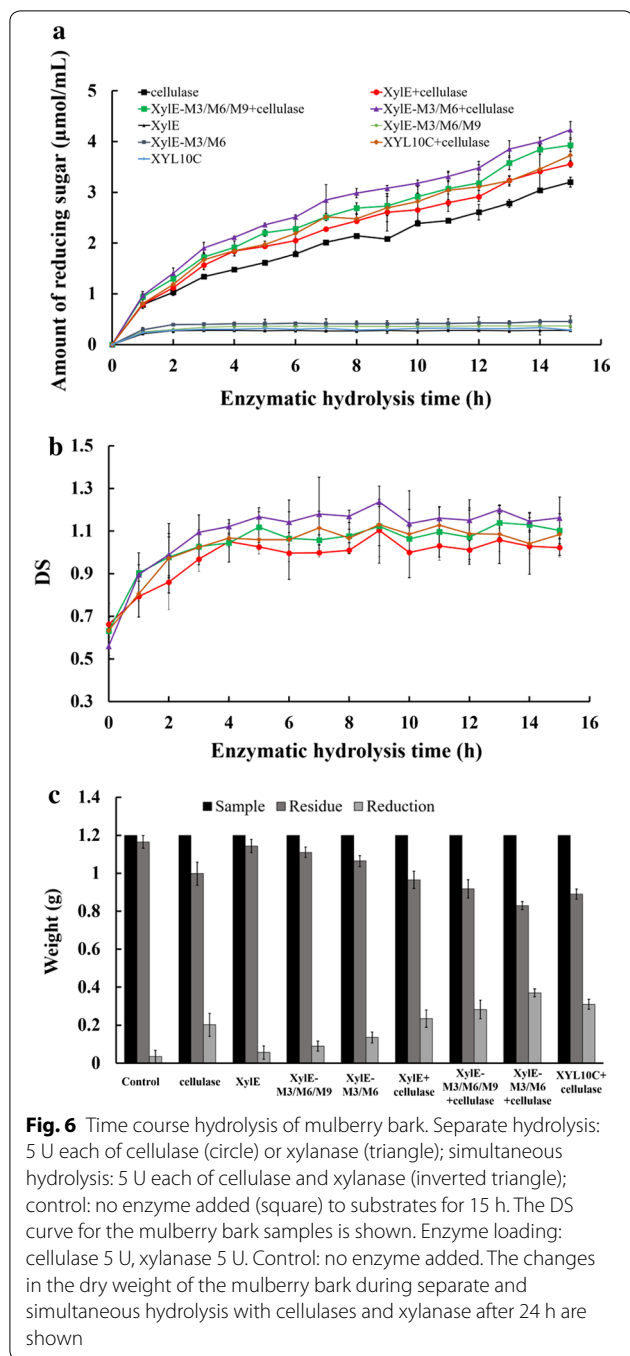 a
cellulase
XylE+cellulase
XylE-M3/M6/M9+cellulase
XylE-M3/M6+cellulase
XylE
XylE-M3/M6/M9
XylE-M3/M6
XYL10C+cellulase
XYL10C
Amount of reducing sugar (μmol/mL)
6
5
4
3
2
1
0
0 2 4 6 8 10 12 14 16
Enzymatic hydrolysis time (h)
b
DS
1.5
1.3
1.1
0.9
0.7
0.5
0.3
0 2 4 6 8 10 12 14 16
Enzymatic hydrolysis time (h)
c
Sample Residue Reduction
Weight (g)
1.4
1.2
1
0.8
0.6
0.4
0.2
0
Control
cellulase
XylE
XylE-
M3/M6/M9
XylE-
M3/M6
XylE+
cellulase
XylE-
M3/M6/M9
+cellulase
XylE-
M3/M6
+cellulase
XYL10C+
cellulase
Fig. 6 Time course hydrolysis of mulberry bark. Separate hydrolysis:
5 U each of cellulase (circle) or xylanase (triangle); simultaneous
hydrolysis: 5 U each of cellulase and xylanase (inverted triangle);
control: no enzyme added (square) to substrates for 15 h. The DS
curve for the mulberry bark samples is shown. Enzyme loading:
cellulase 5 U, xylanase 5 U. Control: no enzyme added. The changes
in the dry weight of the mulberry bark during separate and
simultaneous hydrolysis with cellulases and xylanase after 24 h are
shown